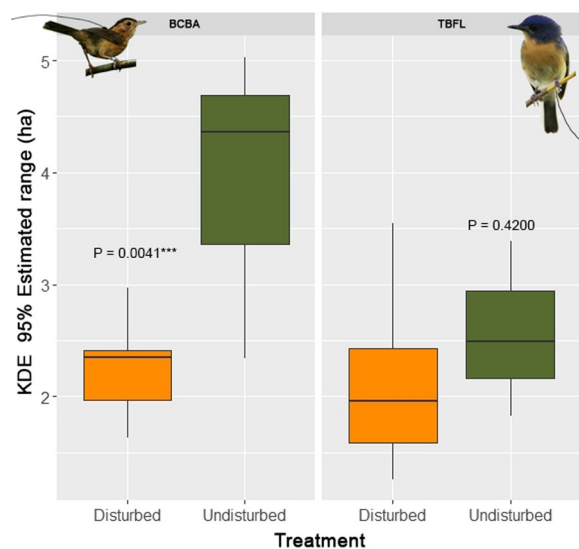 BCBA
TBFL
KDE 95% Estimated range (ha)
5
4
3
2
P = 0.0041***
P = 0.4200
Disturbed
Undisturbed
Disturbed
Undisturbed
Treatment